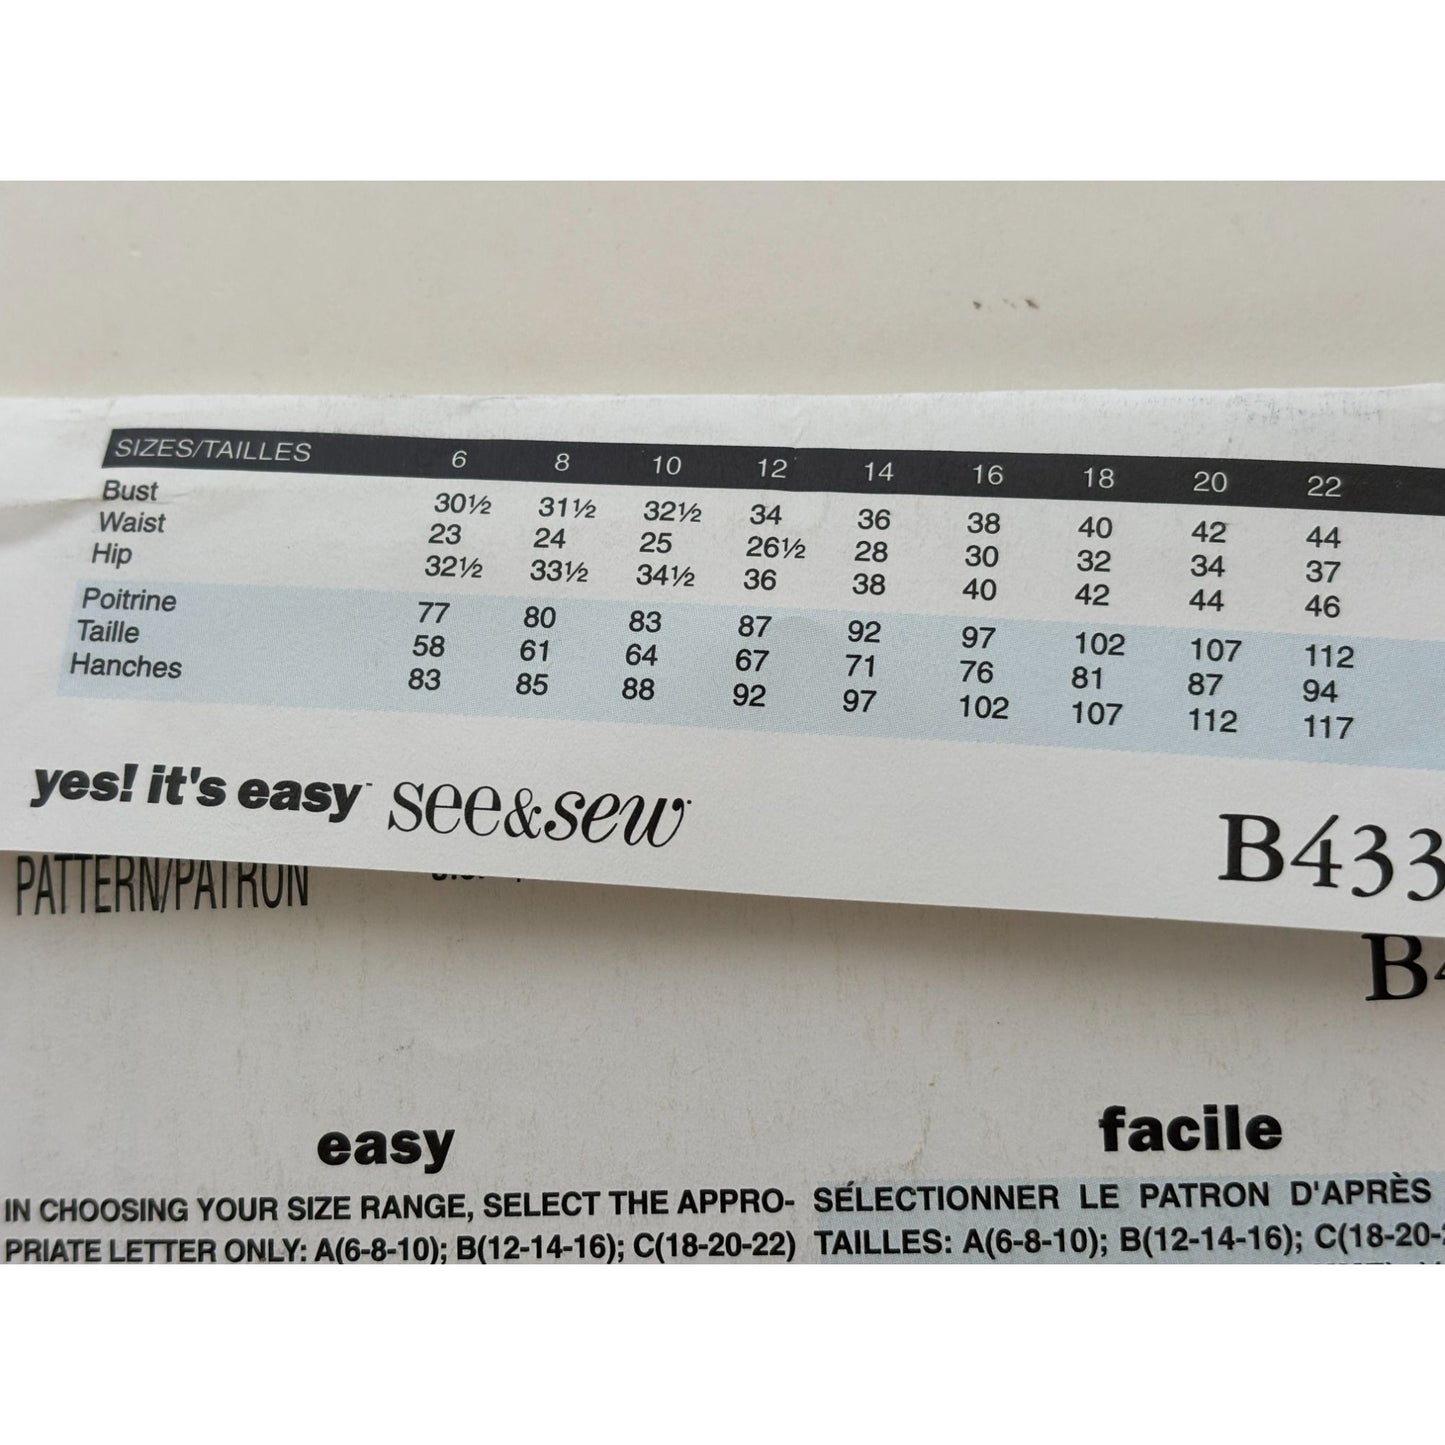 SIZES/TAILLES 6 8 10 12 14 16 18 20 22
Bust 30½ 31½ 32½ 34 36 38 40 42 44
Waist 23 24 25 26½ 28 30 32 34 37
Hip 32½ 33½ 34½ 36 38 40 42 44 46
Poitrine 77 80 83 87 92 97 102 107 112
Taille 58 61 64 67 71 76 81 87 94
Hanches 83 85 88 92 97 102 107 112 117
yes! it's easy™ see&sew B433
PATTERN/PATRON
B4
easy
IN CHOOSING YOUR SIZE RANGE, SELECT THE APPRO-
PRIATE LETTER ONLY: A(6-8-10); B(12-14-16); C(18-20-22)
facile
SÉLECTIONNER LE PATRON D'APRÈS
TAILLES: A(6-8-10); B(12-14-16); C(18-20-